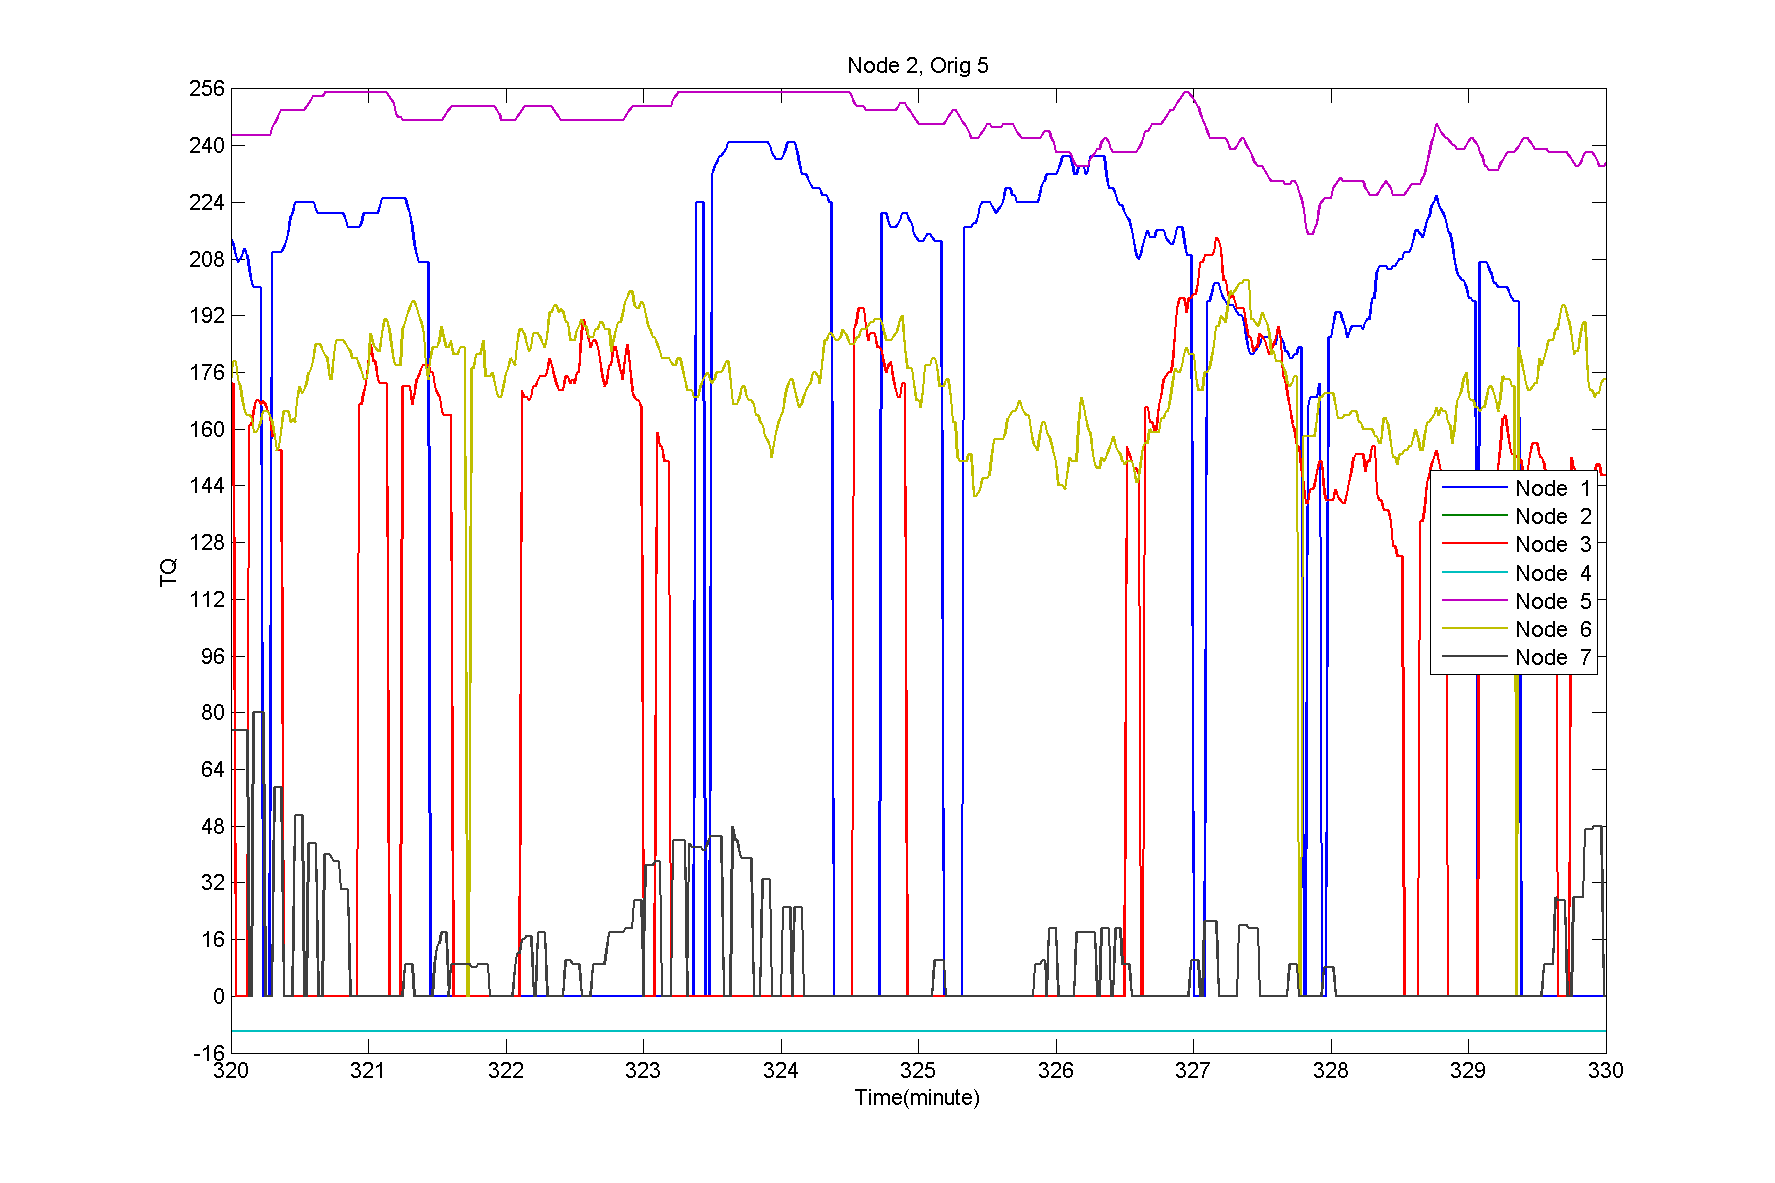 Node 2, Orig 5
256
240
224
208
192
176
160
144
128
112
96
80
64
48
32
16
0
-16
TQ
Node 1
Node 2
Node 3
Node 4
Node 5
Node 6
Node 7
320 321 322 323 324 325 326 327 328 329 330
Time(minute)